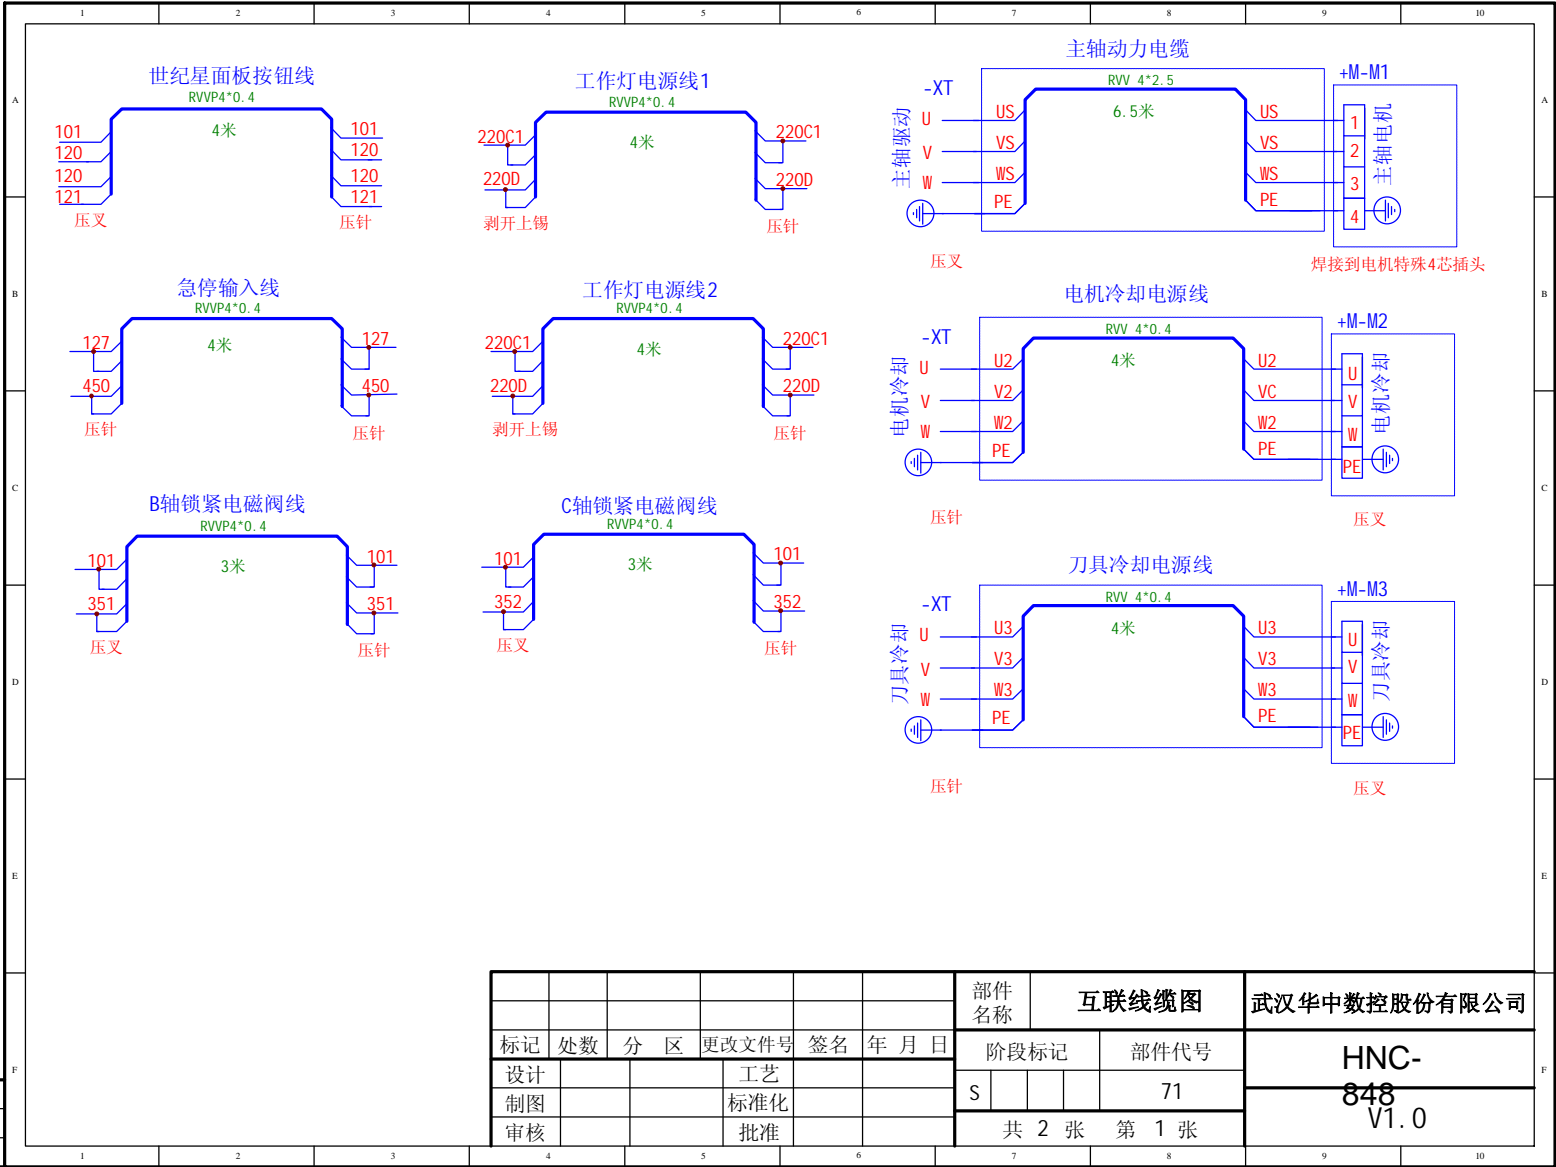 1 2 3 4 5 6 7 8 9 10
A A
世纪星面板按钮线
RVVP4*0.4
4米
101 101
120 120
120 120
121 121
压叉 压针
工作灯电源线1
RVVP4*0.4
4米
220C1 220C1
220D 220D
剥开上锡 压针
主轴动力电缆
RVV 4*2.5
6.5米
-XT +M-M1
主轴驱动 主轴电机
U US US 1
V VS VS 2
W WS WS 3
PE PE 4
压叉 焊接到电机特殊4芯插头
B B
急停输入线
RVVP4*0.4
4米
127 127
450 450
压针 压针
工作灯电源线2
RVVP4*0.4
4米
220C1 220C1
220D 220D
剥开上锡 压针
电机冷却电源线
RVV 4*0.4
4米
-XT +M-M2
电机冷却 电机冷却
U U2 U2 U
V V2 VC V
W W2 W2 W
PE PE PE
压针 压叉
C C
B轴锁紧电磁阀线
RVVP4*0.4
3米
101 101
351 351
压叉 压针
C轴锁紧电磁阀线
RVVP4*0.4
3米
101 101
352 352
压叉 压针
刀具冷却电源线
RVV 4*0.4
4米
-XT +M-M3
刀具冷却 刀具冷却
U U3 U3 U
V V3 V3 V
W W3 W3 W
PE PE PE
压针 压叉
D D
E E
F F
标记 处数 分 区 更改文件号 签名 年 月 日
设计 工艺
制图 标准化
审核 批准
部件名称 互联线缆图 武汉华中数控股份有限公司
阶段标记 部件代号
S 71
共 2 张 第 1 张
HNC-
848
V1.0
1 2 3 4 5 6 7 8 9 10